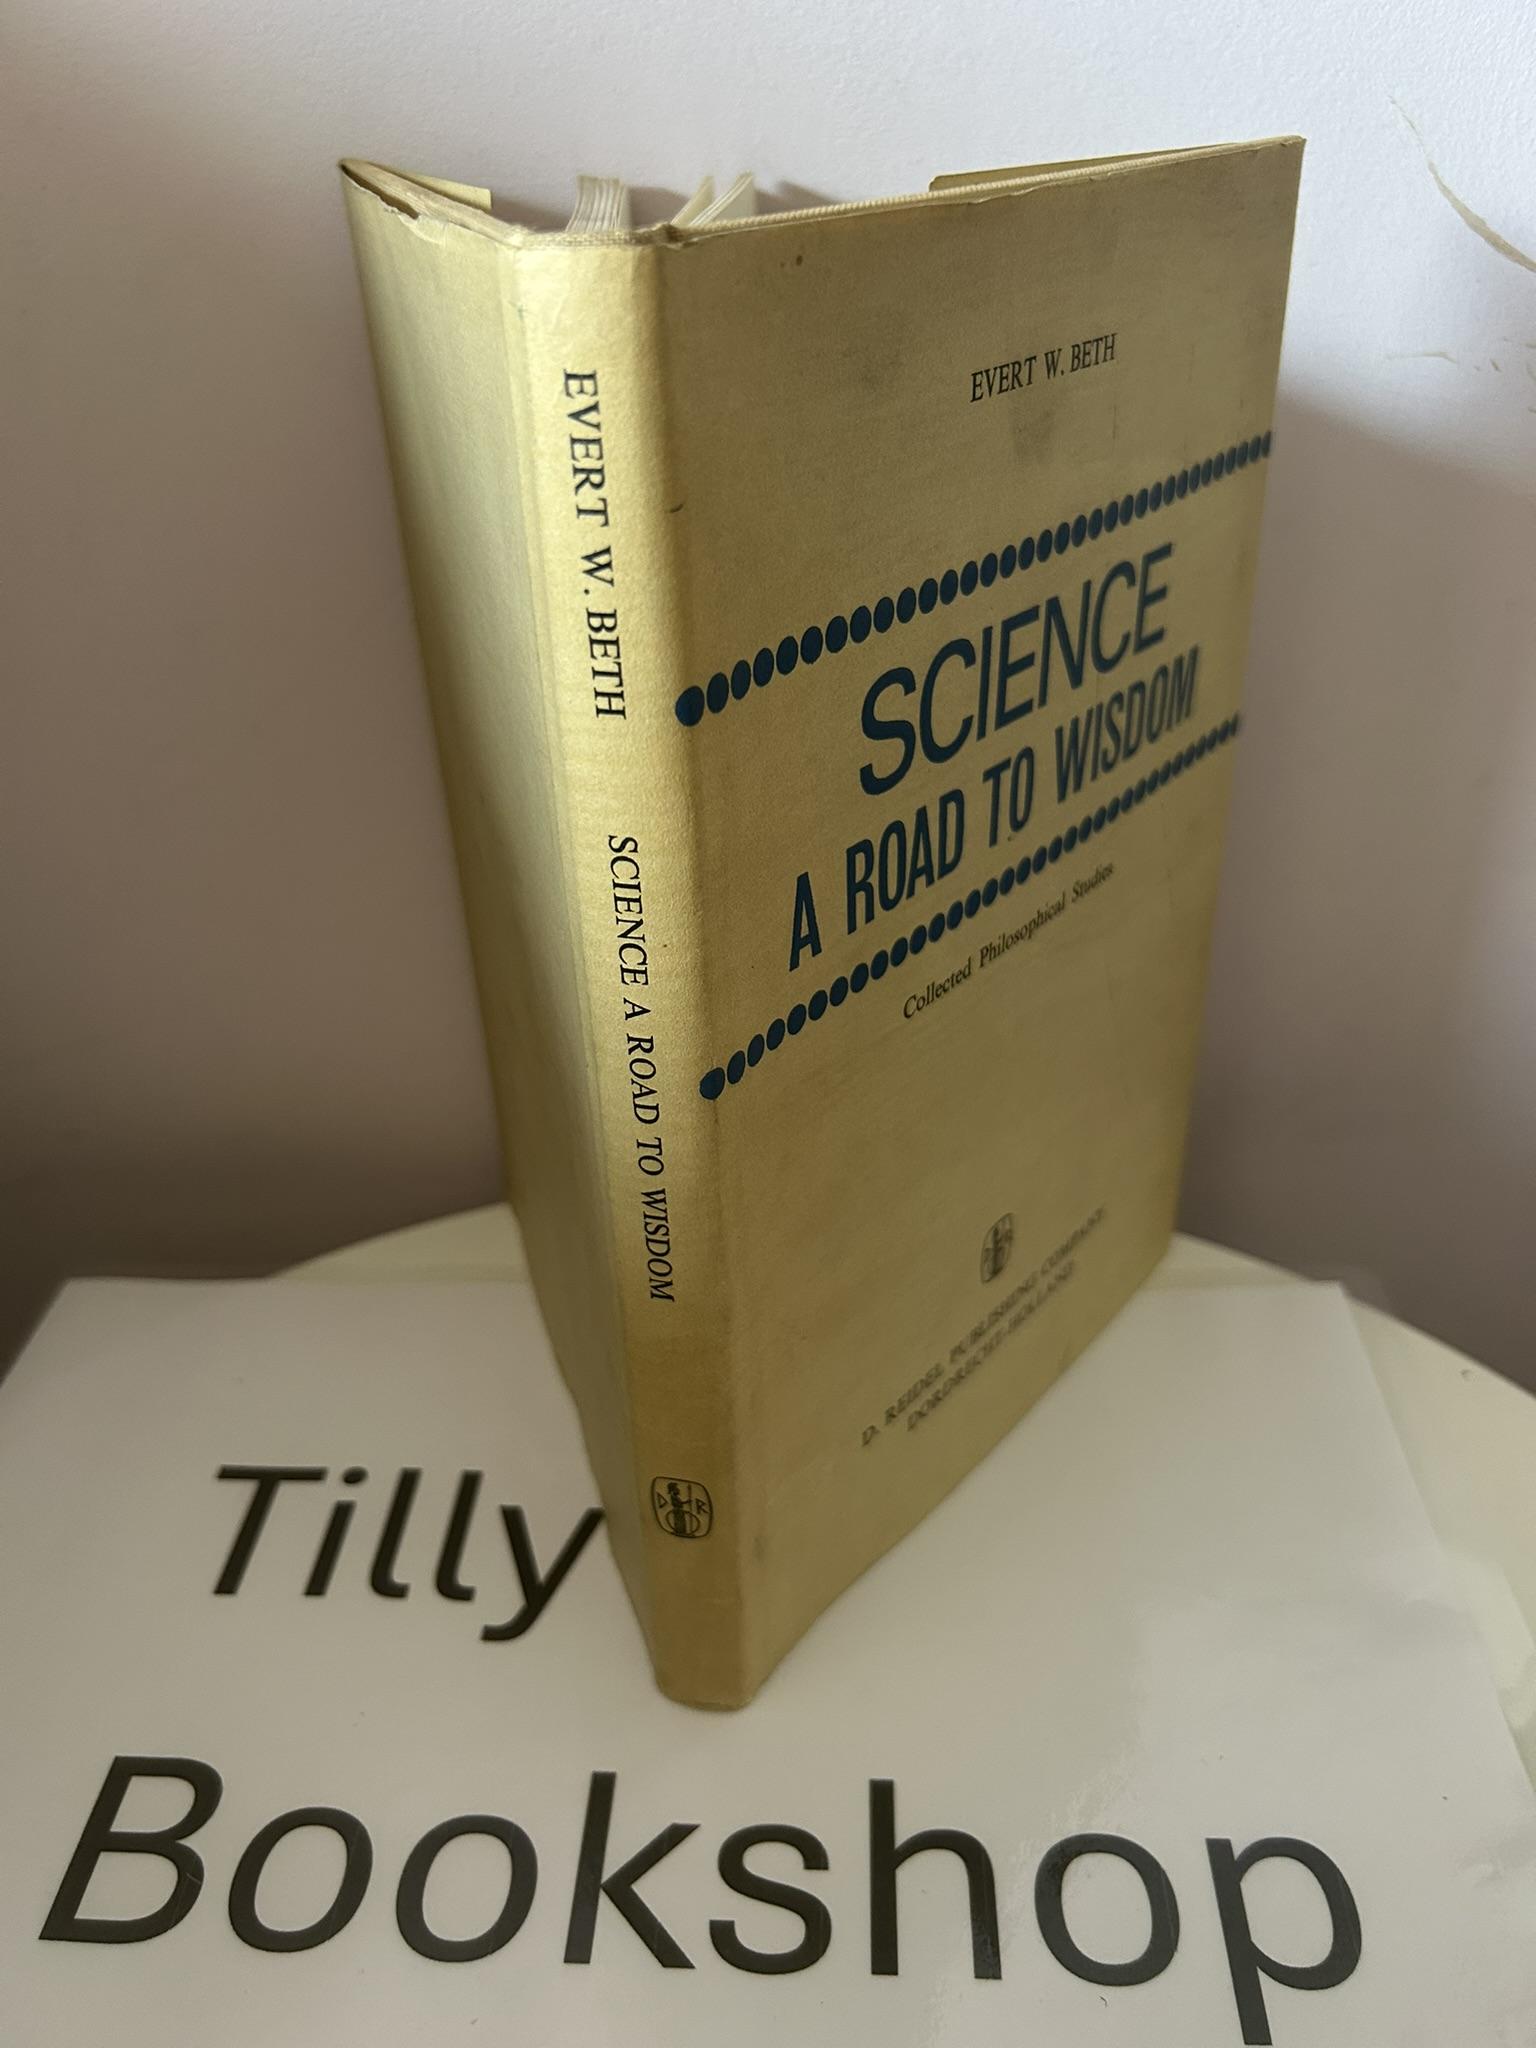 EVERT W. BETH SCIENCE A ROAD TO WISDOM
D R
EVERT W. BETH
SCIENCE
A ROAD TO WISDOM
Collected Philosophical Studies
D. REIDEL PUBLISHING COMPANY
DORDRECHT-HOLLAND
Tilly
Bookshop